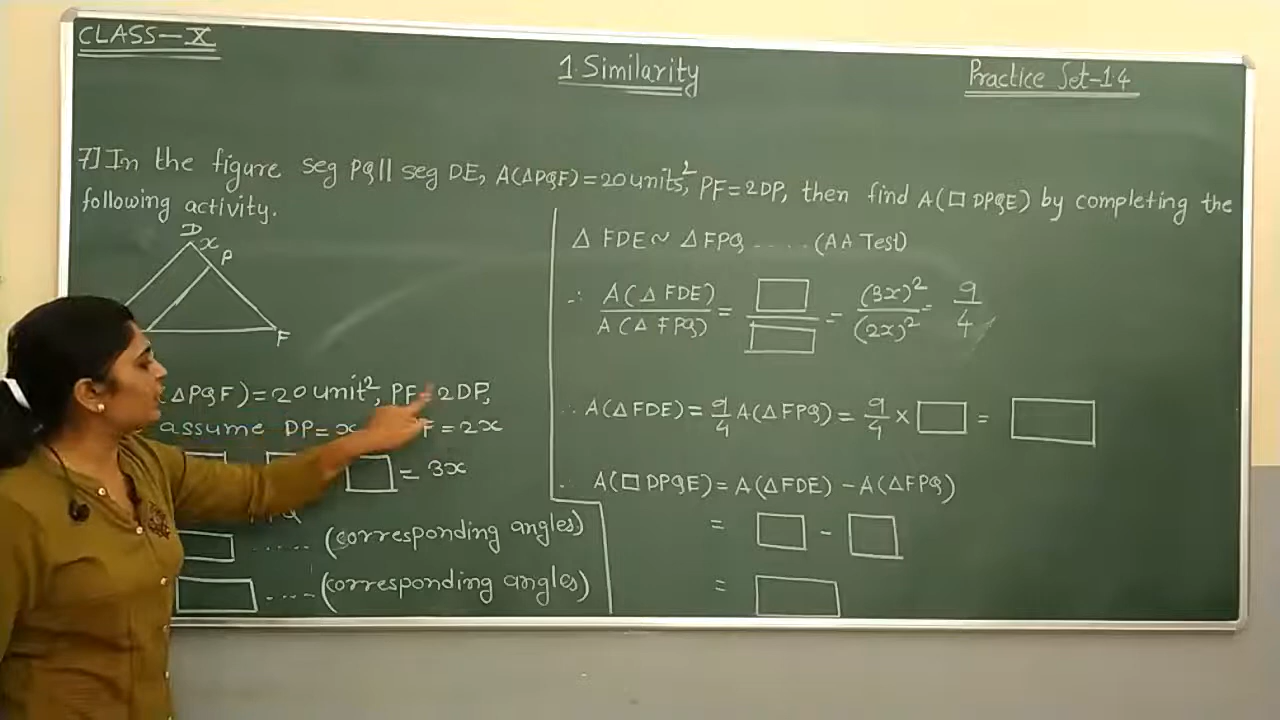 CLASS-X
1. Similarity
Practice Set-1.4
7] In the figure seg PQ|| seg DE, A(△PQF)=20 units², PF=2DP, then find A(□DPQE) by completing the
following activity.
D
x
P
F
△PQF)=20 unit², PF=2DP,
assume DP=x
F=2x
□ = 3x
□ ..... (corresponding angles)
□ .... (corresponding angles)
△ FDE ~ △ FPQ ..... (AA Test)
∴ A(△FDE)/A(△FPQ) = □/□ = (3x)²/(2x)² = 9/4
∴ A(△FDE) = 9/4 A(△FPQ) = 9/4 × □ = □
∴ A(□DPQE) = A(△FDE) - A(△FPQ)
= □ - □
= □